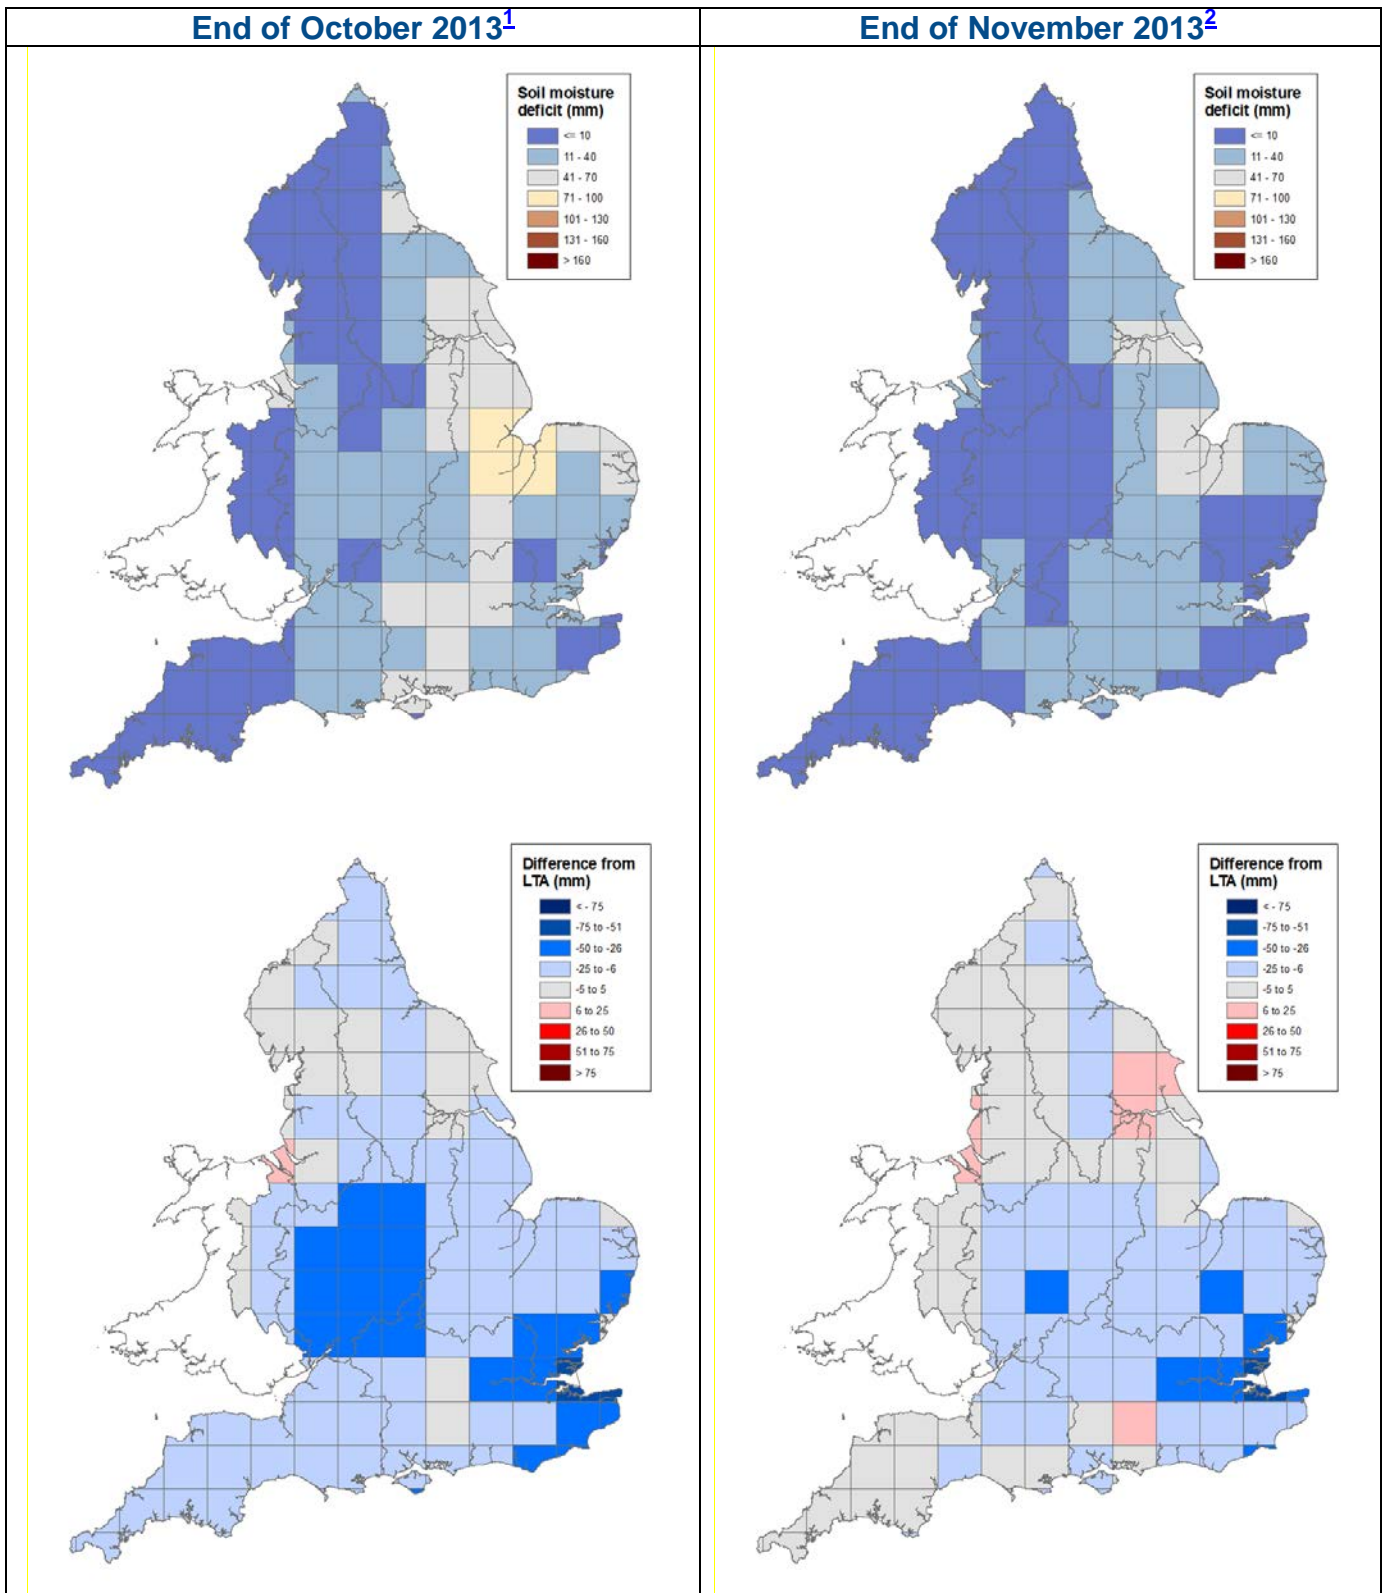 End of October 2013¹
End of November 2013²
Soil moisture
deficit (mm)
<= 10
11 - 40
41 - 70
71 - 100
101 - 130
131 - 160
> 160
Soil moisture
deficit (mm)
<= 10
11 - 40
41 - 70
71 - 100
101 - 130
131 - 160
> 160
Difference from
LTA (mm)
< - 75
-75 to -51
-50 to -26
-25 to -6
-5 to 5
6 to 25
26 to 50
51 to 75
> 75
Difference from
LTA (mm)
< - 75
-75 to -51
-50 to -26
-25 to -6
-5 to 5
6 to 25
26 to 50
51 to 75
> 75